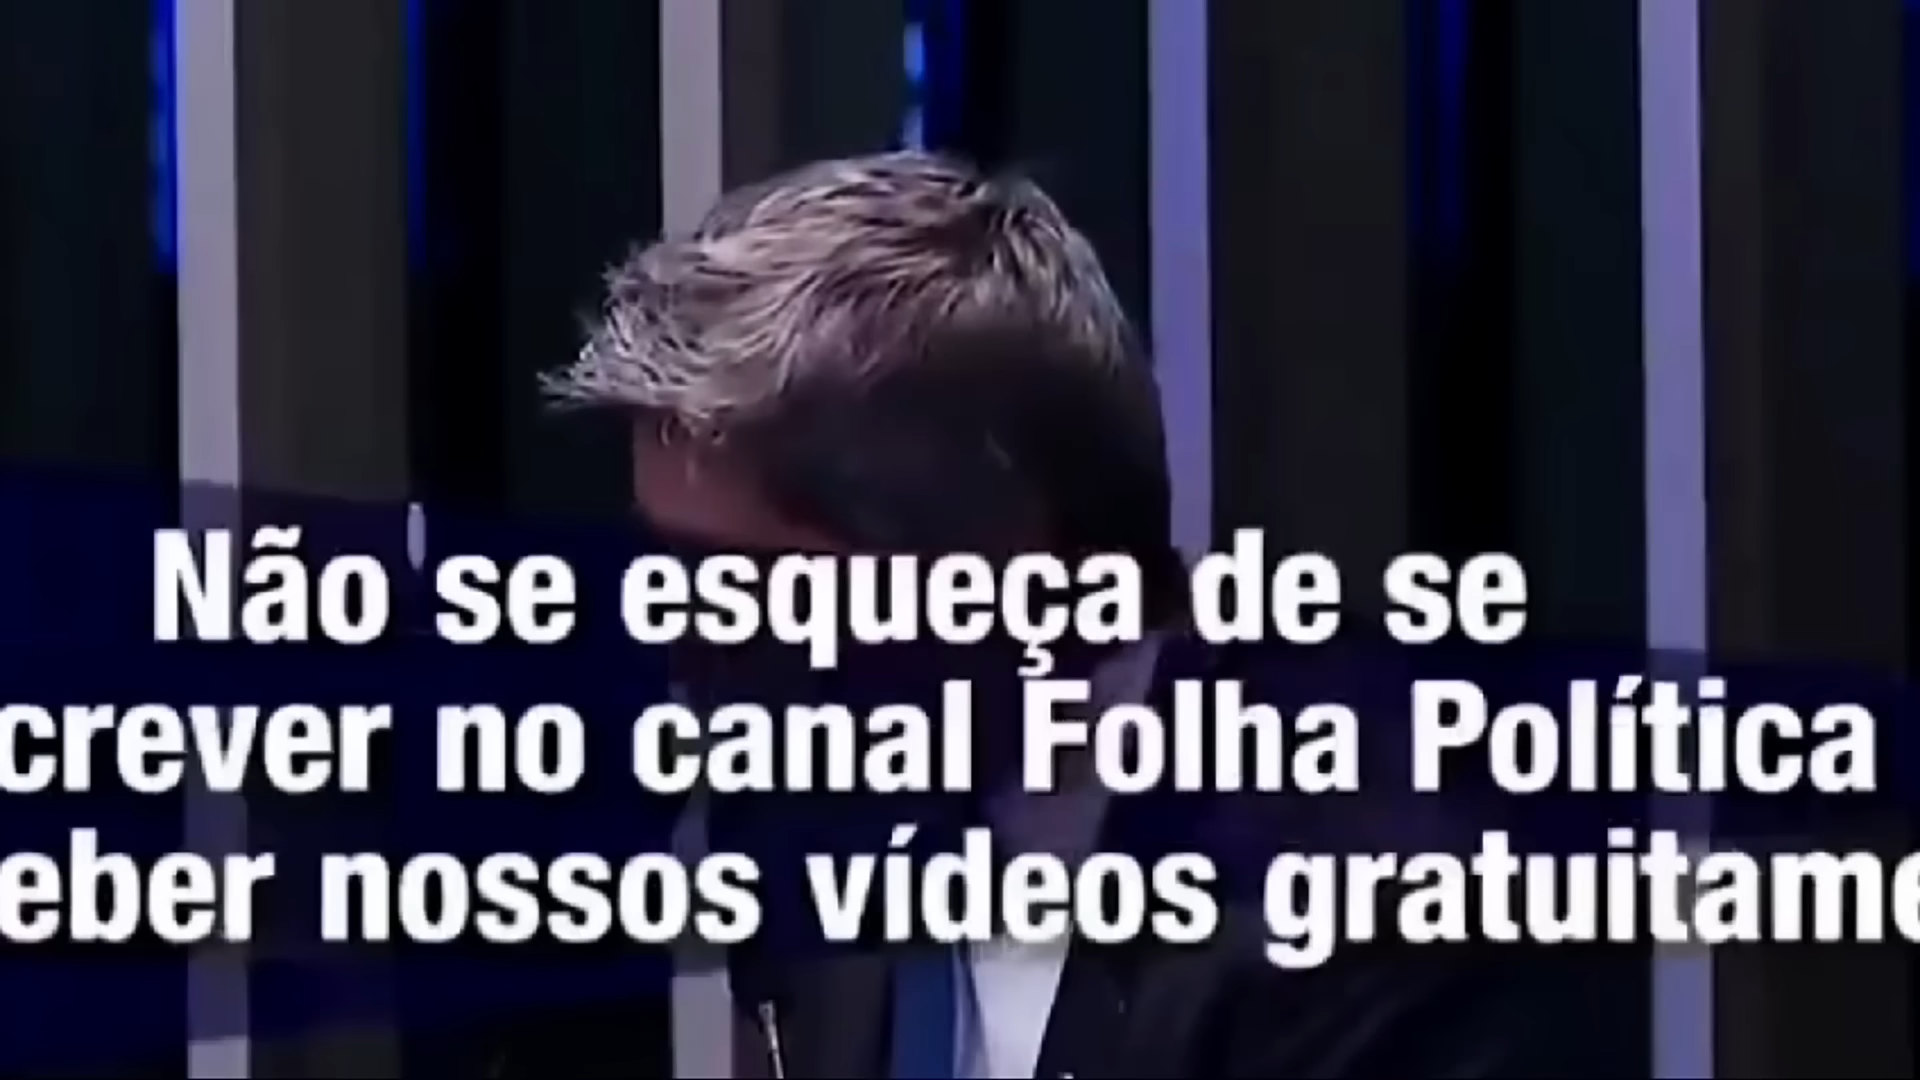 Não se esqueça de se
crever no canal Folha Política
eber nossos vídeos gratuitame